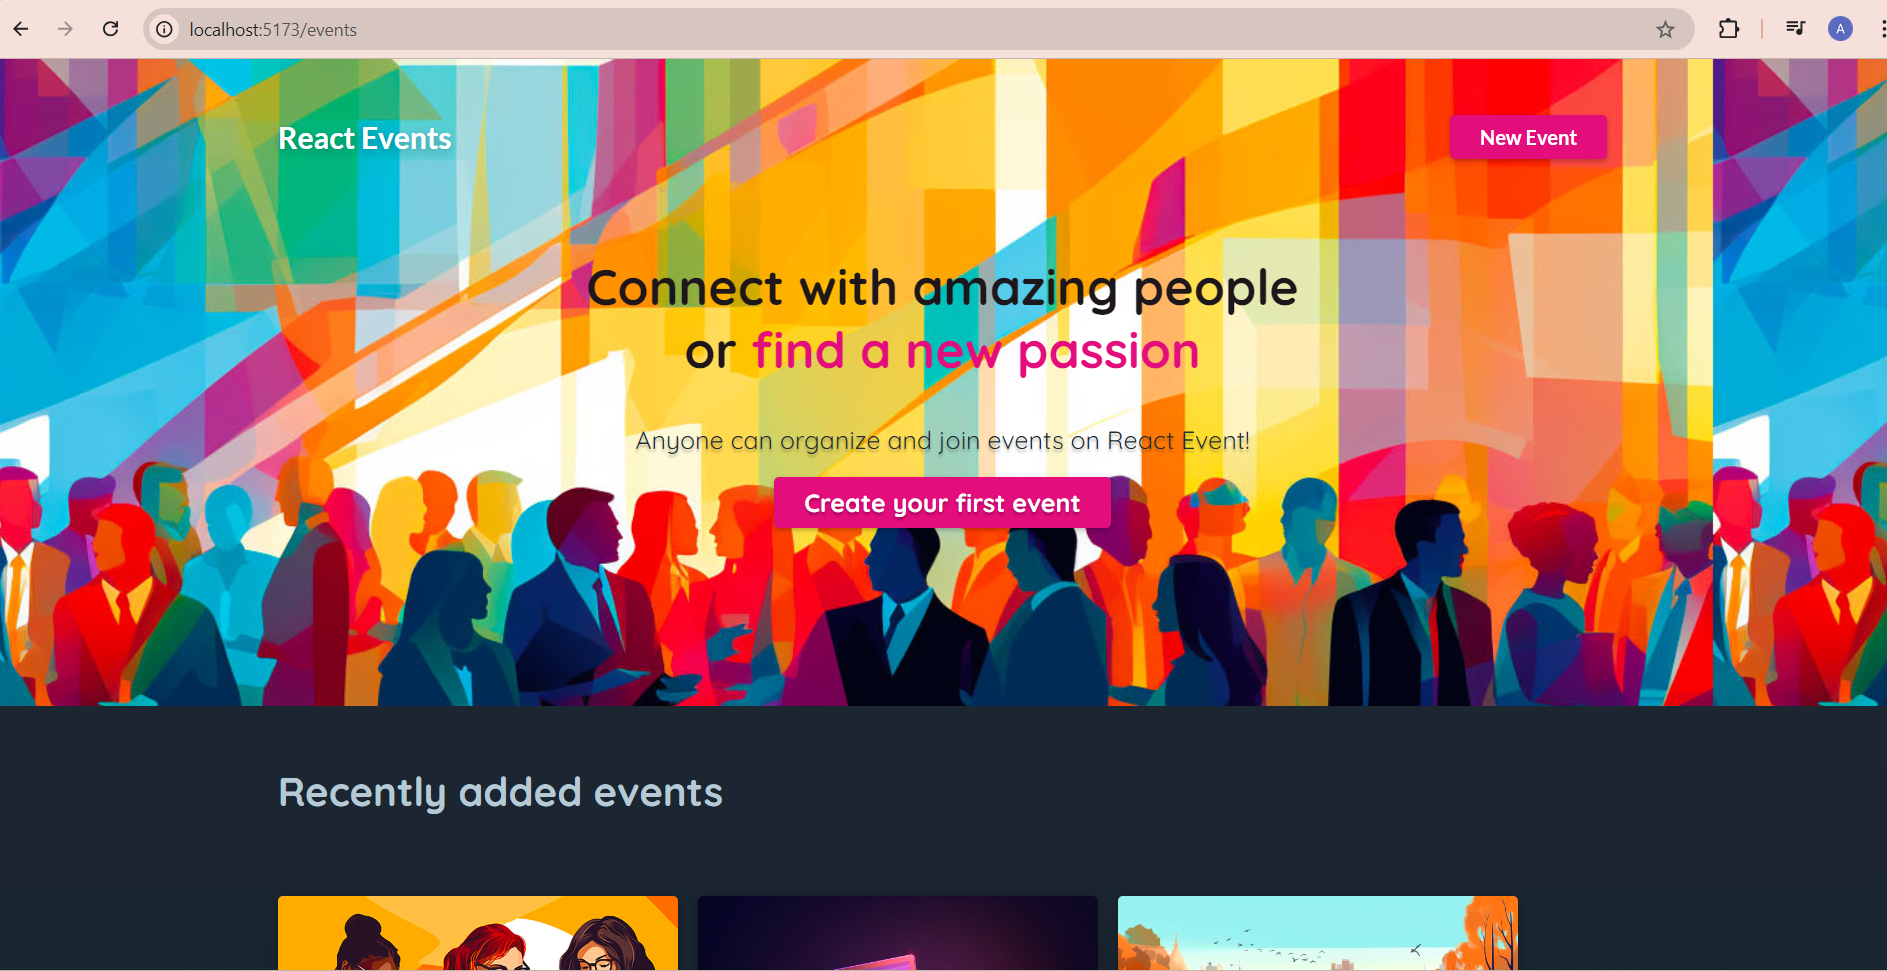 localhost:5173/events
A
React Events
New Event
Connect with amazing people
or find a new passion
Anyone can organize and join events on React Event!
Create your first event
Recently added events